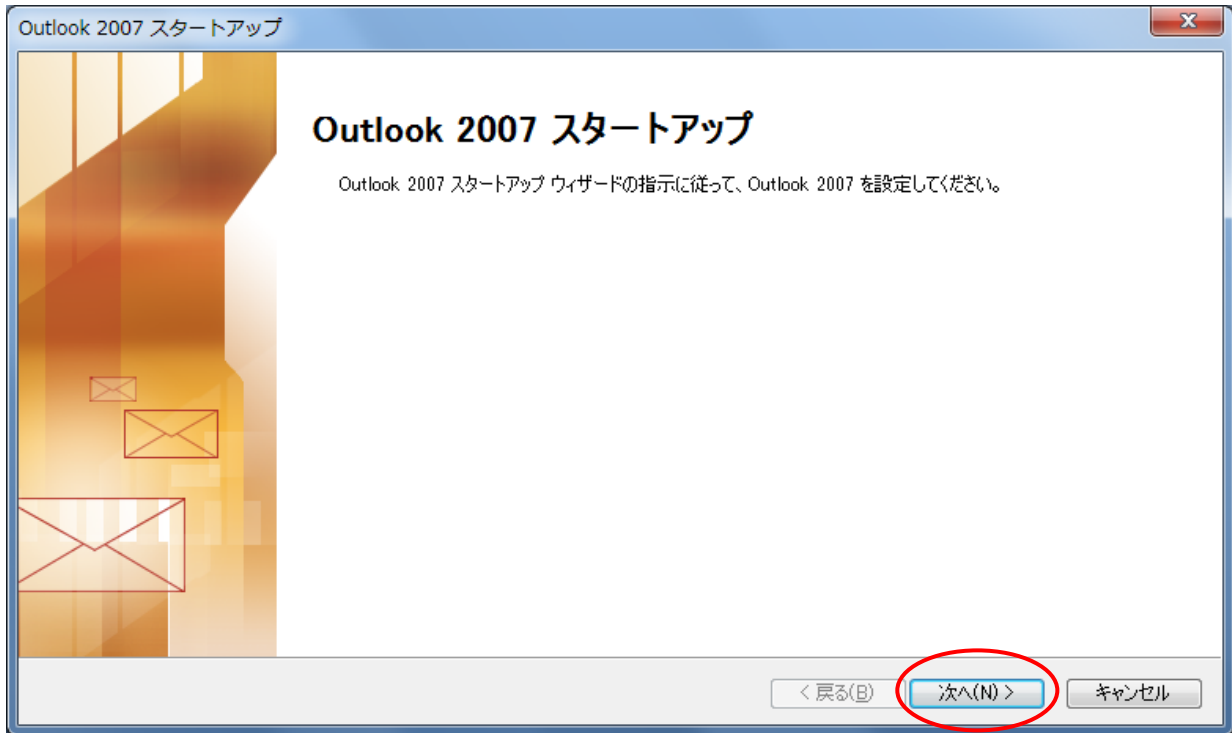 Outlook 2007 スタートアップ
Outlook 2007 スタートアップ
Outlook 2007 スタートアップ ウィザードの指示に従って、Outlook 2007 を設定してください。
< 戻る(B) 次へ(N) > キャンセル